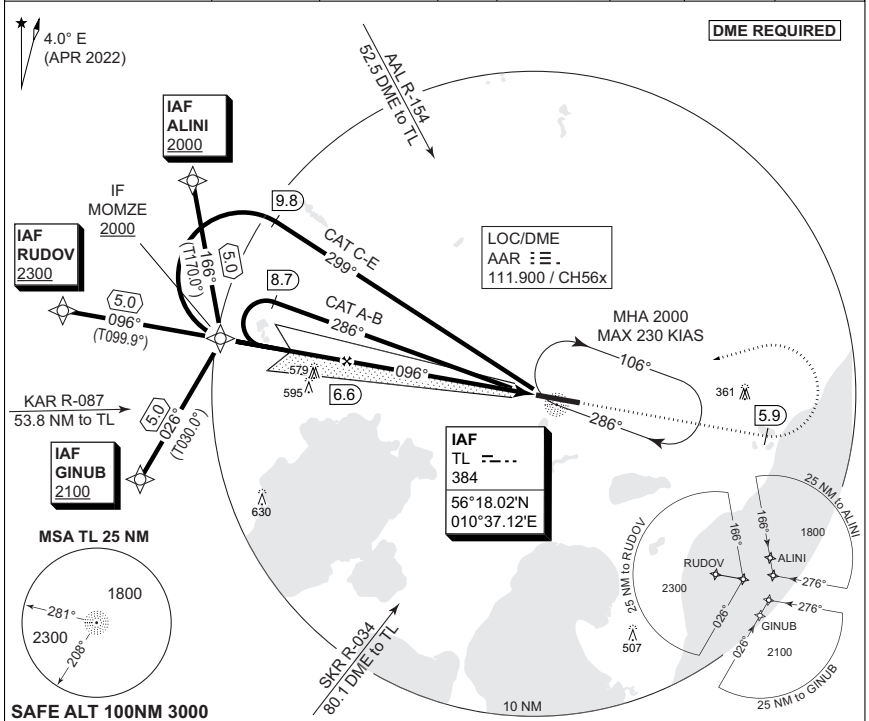 4.0° E
(APR 2022)
DME REQUIRED
AAL R-154
52.5 DME to TL
IAF
ALINI
2000
IF
MOMZE
2000
IAF
RUDOV
2300
9.8
CAT C-E
299°
166°
(T170.0°)
5.0
8.7
CAT A-B
286°
5.0
096°
(T099.9°)
LOC/DME
AAR
111.900 / CH56x
MHA 2000
MAX 230 KIAS
106°
286°
361
5.9
579
595
6.6
096°
KAR R-087
53.8 NM to TL
5.0
026°
(T030.0°)
IAF
GINUB
2100
IAF
TL
384
56°18.02'N
010°37.12'E
630
MSA TL 25 NM
1800
281°
2300
208°
SAFE ALT 100NM 3000
SKR R-034
80.1 DME to TL
10 NM
507
25 NM to RUDOV
RUDOV
2300
166°
026°
25 NM to ALINI
1800
166°
ALINI
276°
276°
GINUB
026°
2100
25 NM to GINUB